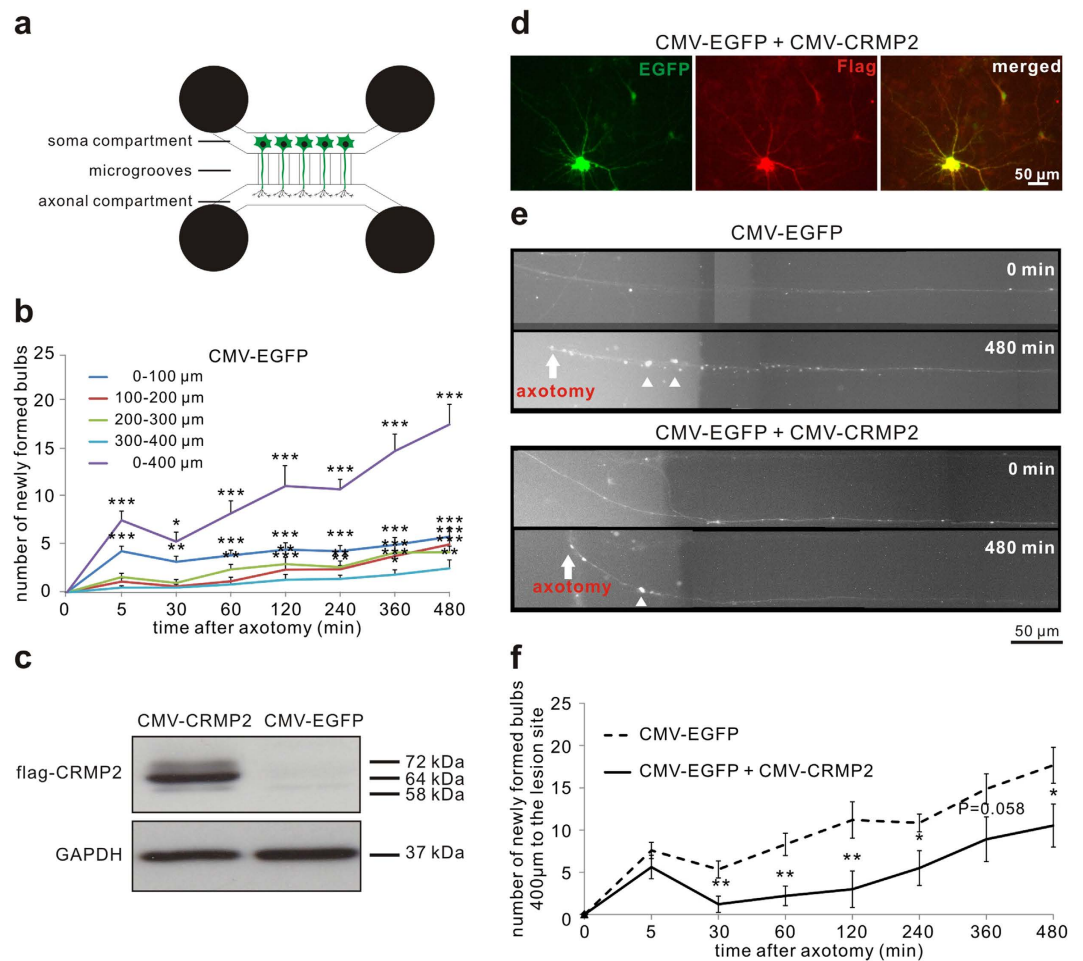 a
soma compartment
microgrooves
axonal compartment
b
CMV-EGFP
number of newly formed bulbs
25
20
15
10
5
0
0-100 μm
100-200 μm
200-300 μm
300-400 μm
0-400 μm
*** * *** *** *** *** ***
*** ** ** *** *** *** ***
** ** *** ***
*** ** *** ***
* **
0 5 30 60 120 240 360 480
time after axotomy (min)
c
CMV-CRMP2 CMV-EGFP
flag-CRMP2
72 kDa
64 kDa
58 kDa
GAPDH
37 kDa
d
CMV-EGFP + CMV-CRMP2
EGFP
Flag
merged
50 μm
e
CMV-EGFP
0 min
480 min
axotomy
CMV-EGFP + CMV-CRMP2
0 min
480 min
axotomy
50 μm
f
number of newly formed bulbs
400μm to the lesion site
25
20
15
10
5
0
CMV-EGFP
CMV-EGFP + CMV-CRMP2
** ** ** * P=0.058 *
0 5 30 60 120 240 360 480
time after axotomy (min)